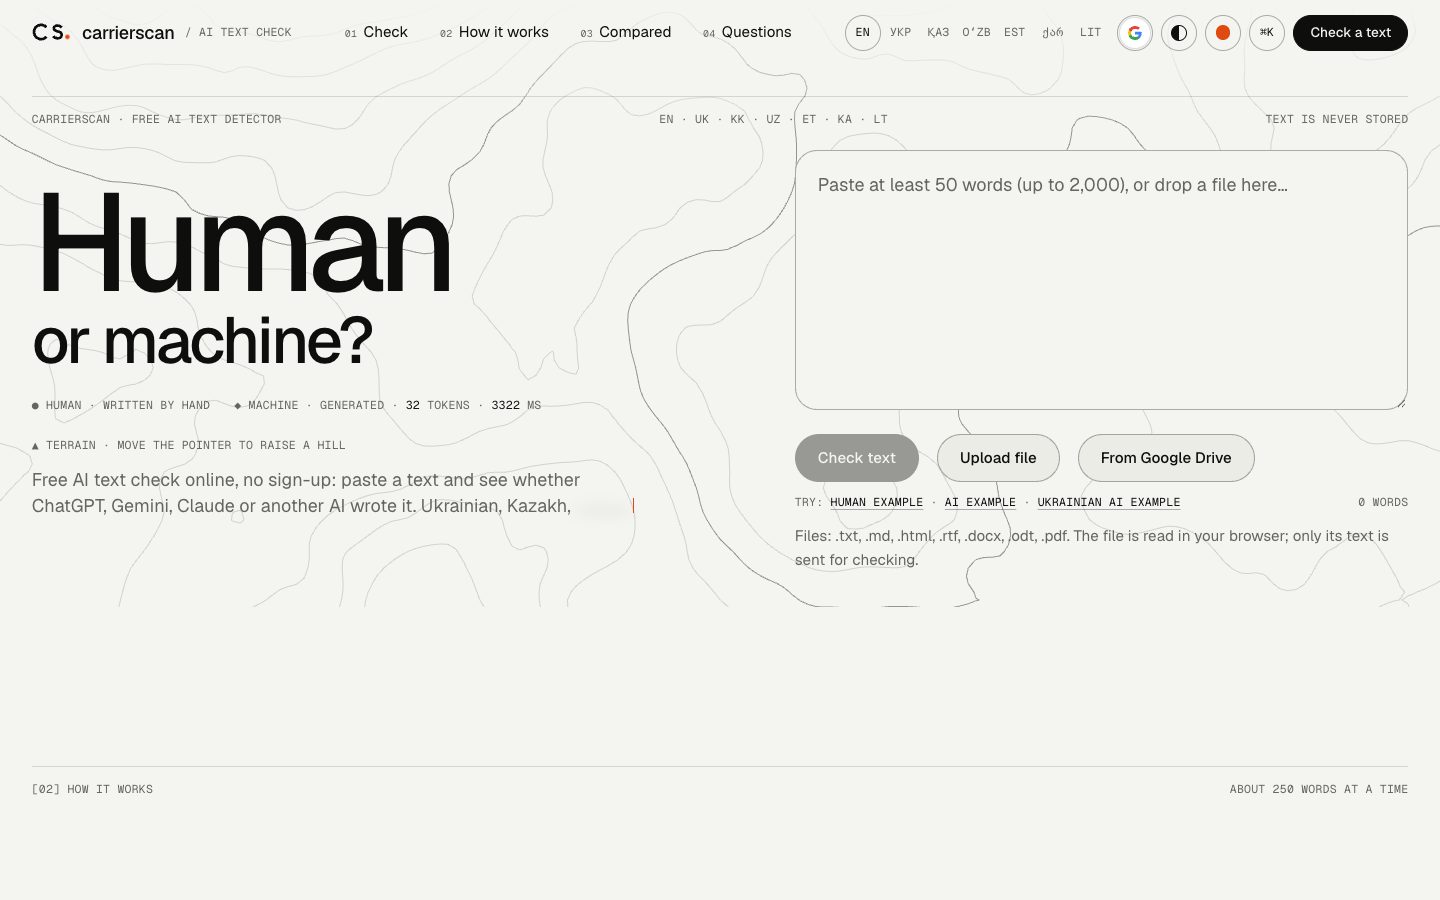 CS. carrierscan / AI TEXT CHECK 01 Check 02 How it works 03 Compared 04 Questions EN УКР ҚАЗ OʻZB EST ქარ LIT ⌘K Check a text
CARRIERSCAN · FREE AI TEXT DETECTOR
EN · UK · KK · UZ · ET · KA · LT
TEXT IS NEVER STORED
Human
or machine?
● HUMAN · WRITTEN BY HAND ◆ MACHINE · GENERATED · 32 TOKENS · 3322 MS
▲ TERRAIN · MOVE THE POINTER TO RAISE A HILL
Free AI text check online, no sign-up: paste a text and see whether
ChatGPT, Gemini, Claude or another AI wrote it. Ukrainian, Kazakh,
Paste at least 50 words (up to 2,000), or drop a file here…
Check text
Upload file
From Google Drive
TRY: HUMAN EXAMPLE · AI EXAMPLE · UKRAINIAN AI EXAMPLE
0 WORDS
Files: .txt, .md, .html, .rtf, .docx, .odt, .pdf. The file is read in your browser; only its text is
sent for checking.
[02] HOW IT WORKS
ABOUT 250 WORDS AT A TIME